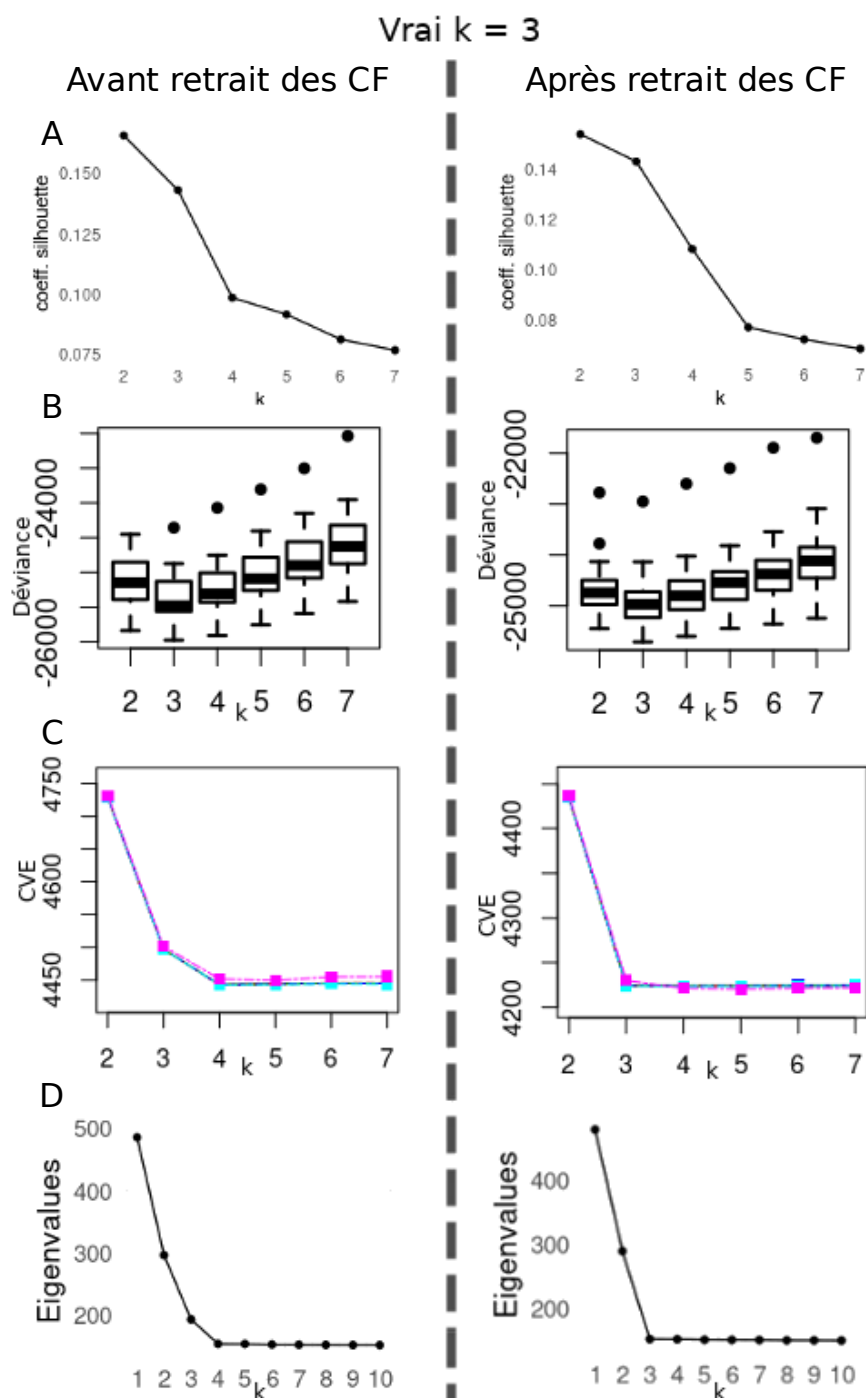 Vrai k = 3
Avant retrait des CF
Après retrait des CF
A
coeff. silhouette
0.150
0.125
0.100
0.075
2 3 4 5 6 7
k
coeff. silhouette
0.14
0.12
0.10
0.08
2 3 4 5 6 7
k
B
Déviance
-24000
-26000
2 3 4 5 6 7
k
Déviance
-22000
-25000
2 3 4 5 6 7
k
C
CVE
4750
4600
4450
2 3 4 5 6 7
k
CVE
4400
4300
4200
2 3 4 5 6 7
k
D
Eigenvalues
500
400
300
200
1 2 3 4 5 6 7 8 9 10
k
Eigenvalues
400
300
200
1 2 3 4 5 6 7 8 9 10
k